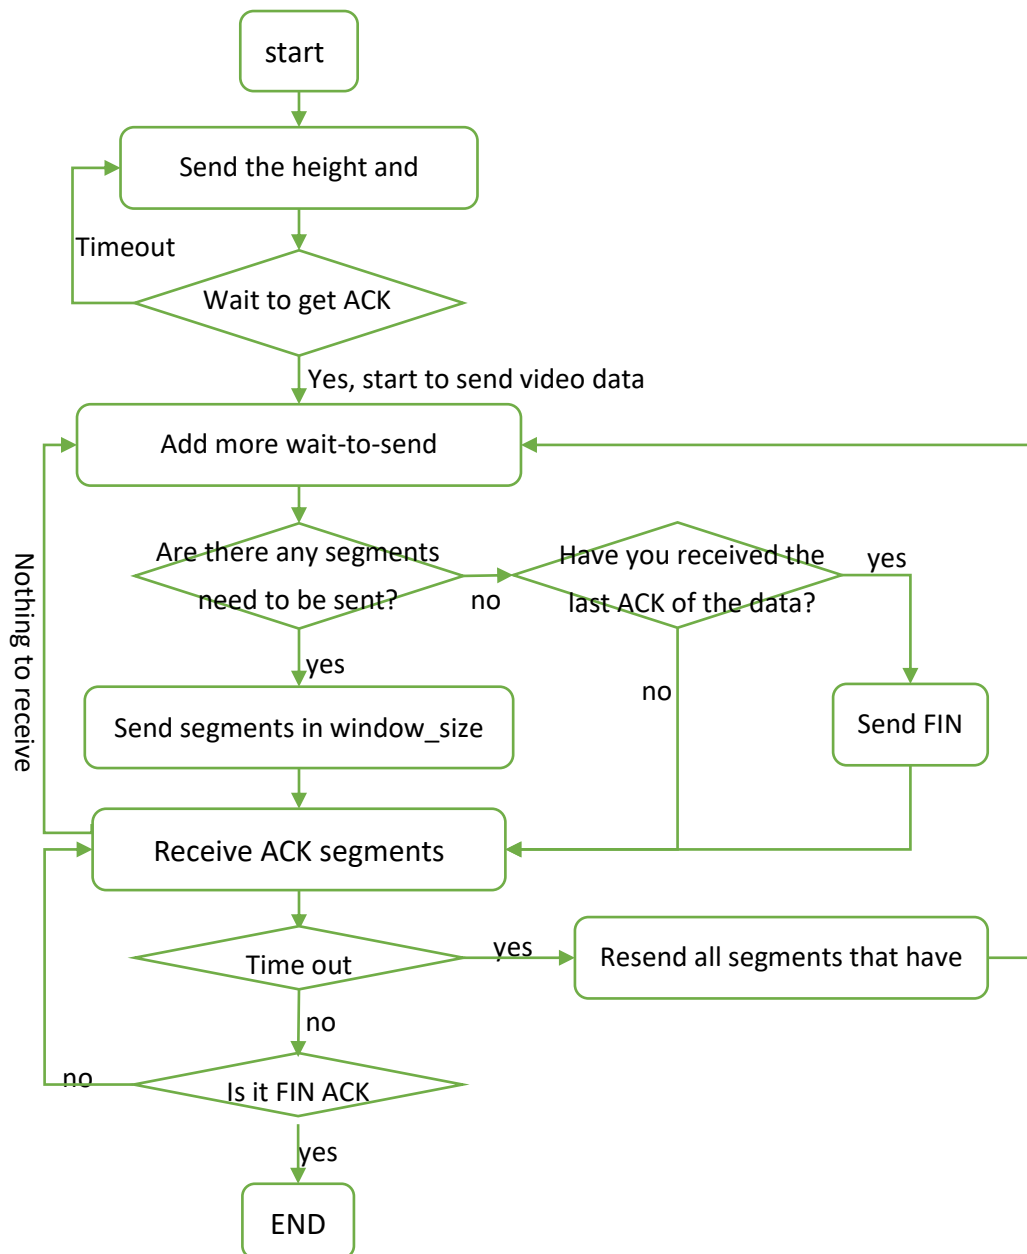 start
Send the height and
Timeout
Wait to get ACK
Yes, start to send video data
Add more wait-to-send
Are there any segments
need to be sent?
no
Have you received the
last ACK of the data?
yes
Nothing to receive
yes
no
Send segments in window_size
Send FIN
Receive ACK segments
Time out
yes
Resend all segments that have
no
no
Is it FIN ACK
yes
END